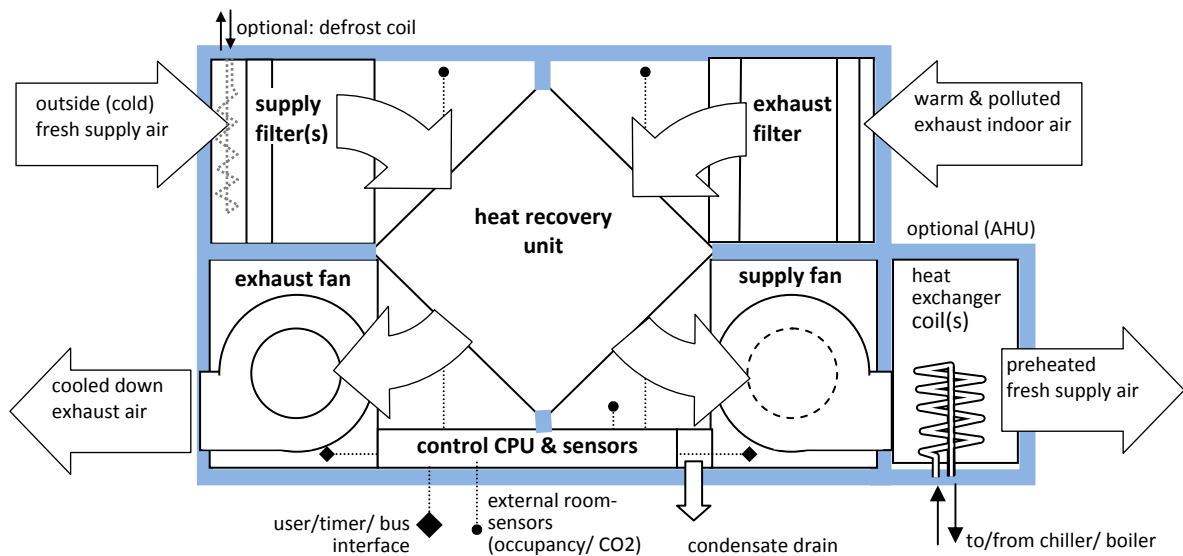 optional: defrost coil
outside (cold)
fresh supply air
supply
filter(s)
exhaust
filter
warm & polluted
exhaust indoor air
heat recovery
unit
optional (AHU)
exhaust fan
supply fan
heat
exchanger
coil(s)
cooled down
exhaust air
preheated
fresh supply air
control CPU & sensors
user/timer/ bus
interface
external room-
sensors
(occupancy/ CO2)
condensate drain
to/from chiller/ boiler